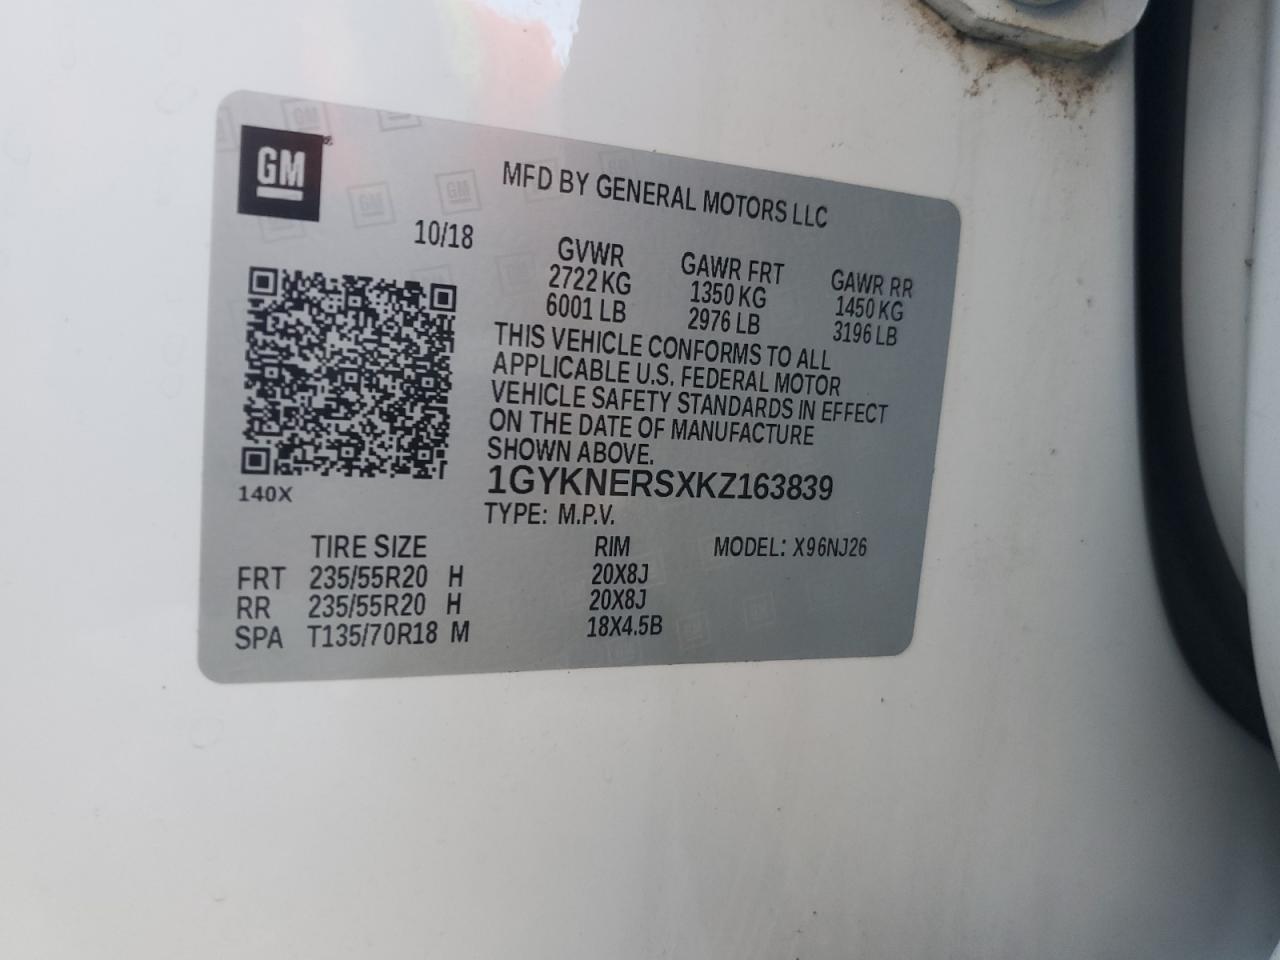 GM
MFD BY GENERAL MOTORS LLC
10/18
GVWR GAWR FRT GAWR RR
2722 KG 1350 KG 1450 KG
6001 LB 2976 LB 3196 LB
THIS VEHICLE CONFORMS TO ALL
APPLICABLE U.S. FEDERAL MOTOR
VEHICLE SAFETY STANDARDS IN EFFECT
ON THE DATE OF MANUFACTURE
SHOWN ABOVE.
140X
1GYKNERSXKZ163839
TYPE: M.P.V.
TIRE SIZE RIM MODEL: X96NJ26
FRT 235/55R20 H 20X8J
RR 235/55R20 H 20X8J
SPA T135/70R18 M 18X4.5B